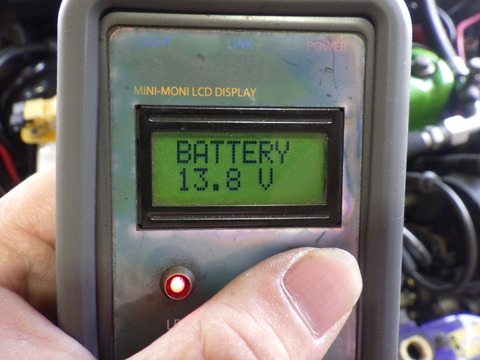 LINK
POWER
MINI-MONI LCD DISPLAY
BATTERY
13.8 V